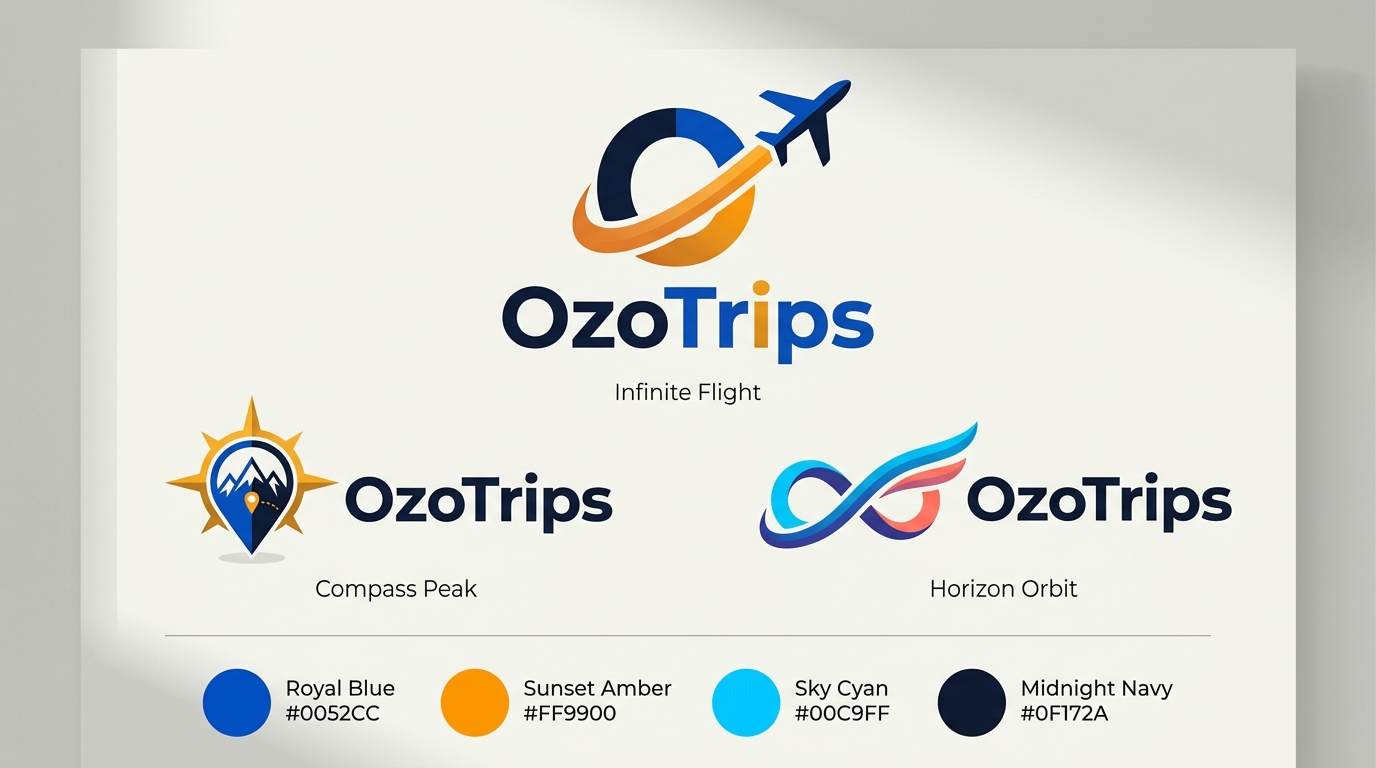 OzoTrips
Infinite Flight
OzoTrips
Compass Peak
OzoTrips
Horizon Orbit
Royal Blue
#0052CC
Sunset Amber
#FF9900
Sky Cyan
#00C9FF
Midnight Navy
#0F172A